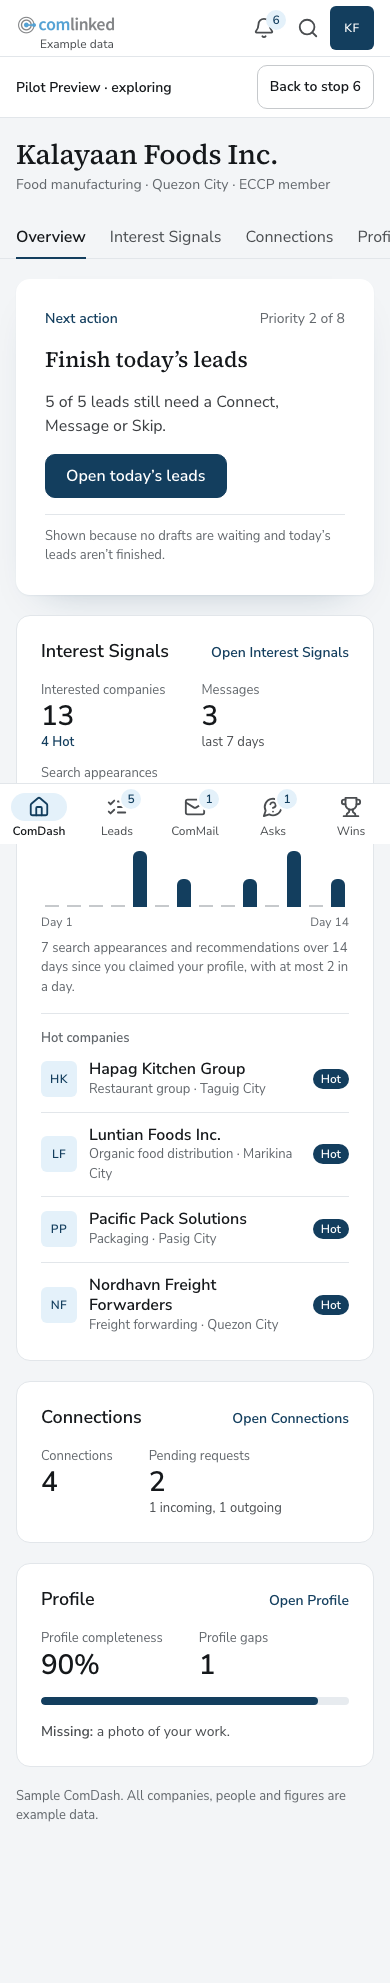 comlinked
Example data
6
KF
Pilot Preview · exploring
Back to stop 6
Kalayaan Foods Inc.
Food manufacturing · Quezon City · ECCP member
Overview
Interest Signals
Connections
Profi
Next action
Priority 2 of 8
Finish today’s leads
5 of 5 leads still need a Connect,
Message or Skip.
Open today’s leads
Shown because no drafts are waiting and today’s
leads aren’t finished.
Interest Signals
Open Interest Signals
Interested companies
13
4 Hot
Messages
3
last 7 days
Search appearances
ComDash
5
Leads
1
ComMail
1
Asks
Wins
Day 1
Day 14
7 search appearances and recommendations over 14
days since you claimed your profile, with at most 2 in
a day.
Hot companies
HK
Hapag Kitchen Group
Restaurant group · Taguig City
Hot
LF
Luntian Foods Inc.
Organic food distribution · Marikina
City
Hot
PP
Pacific Pack Solutions
Packaging · Pasig City
Hot
NF
Nordhavn Freight
Forwarders
Freight forwarding · Quezon City
Hot
Connections
Open Connections
Connections
4
Pending requests
2
1 incoming, 1 outgoing
Profile
Open Profile
Profile completeness
90%
Profile gaps
1
Missing: a photo of your work.
Sample ComDash. All companies, people and figures are
example data.